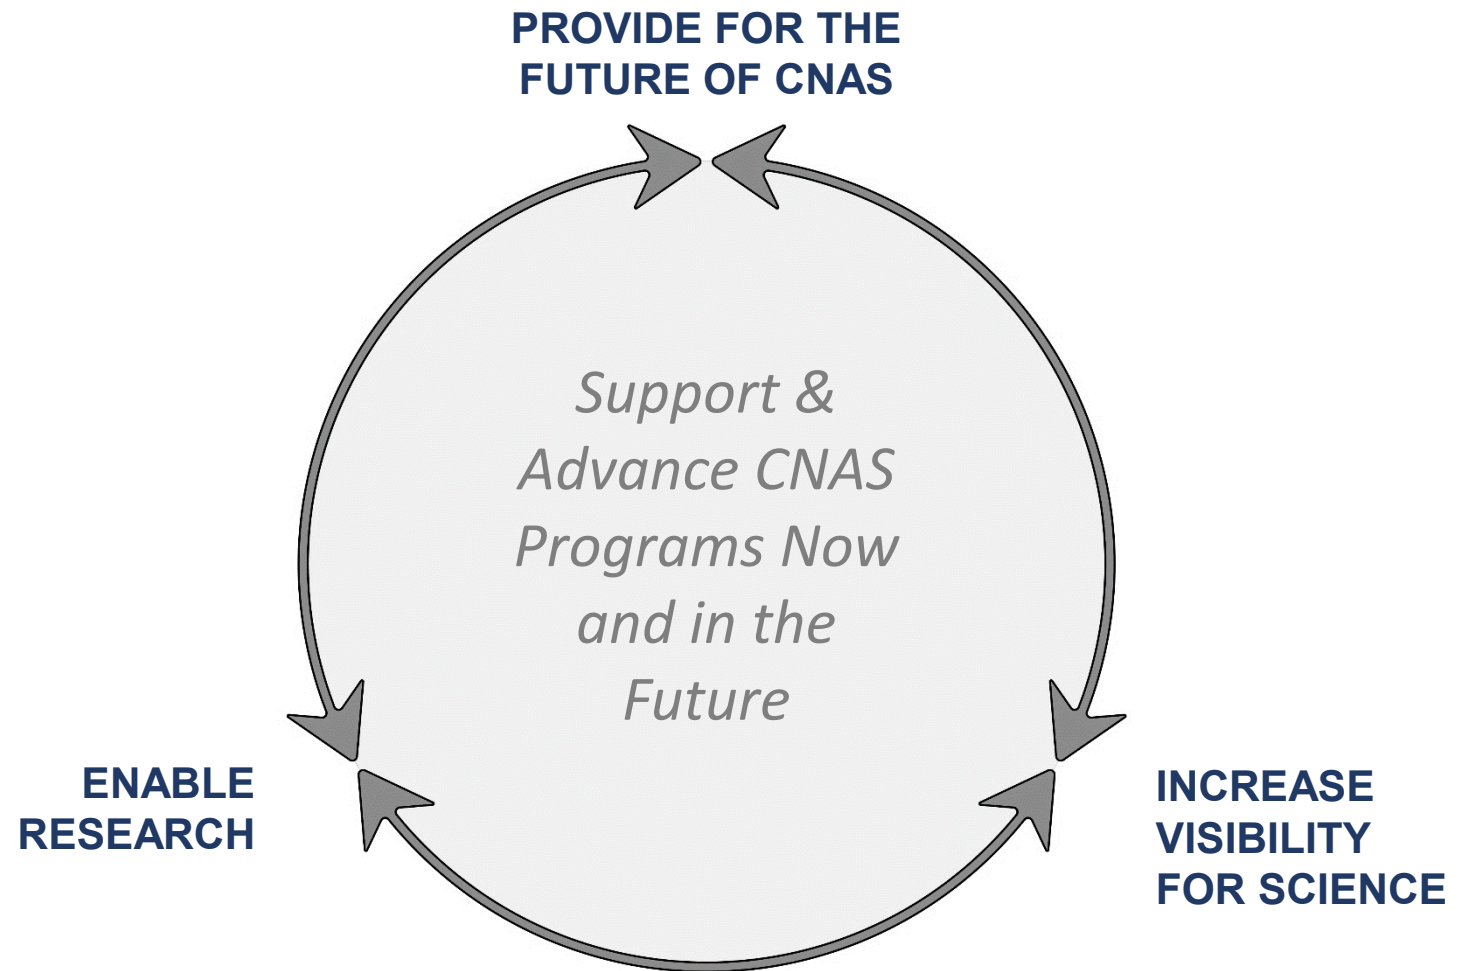 PROVIDE FOR THE
FUTURE OF CNAS
Support &
Advance CNAS
Programs Now
and in the
Future
ENABLE
RESEARCH
INCREASE
VISIBILITY
FOR SCIENCE